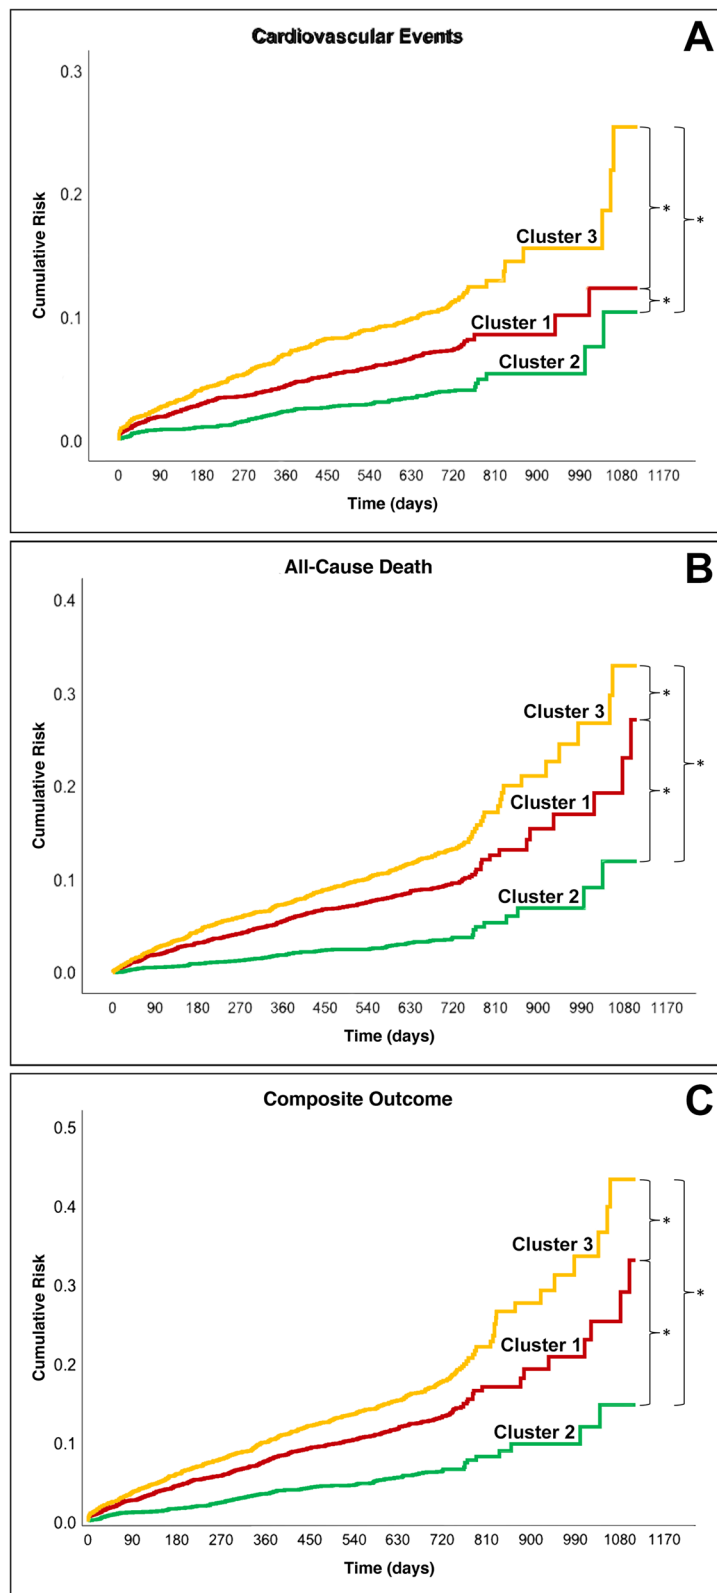 Cardiovascular Events
A
0.3
0.2
0.1
0.0
Cumulative Risk
Cluster 3
Cluster 1
Cluster 2
*
*
*
0 90 180 270 360 450 540 630 720 810 900 990 1080 1170
Time (days)
All-Cause Death
B
0.4
0.3
0.2
0.1
0.0
Cumulative Risk
Cluster 3
Cluster 1
Cluster 2
*
*
*
0 90 180 270 360 450 540 630 720 810 900 990 1080 1170
Time (days)
Composite Outcome
C
0.5
0.4
0.3
0.2
0.1
0.0
Cumulative Risk
Cluster 3
Cluster 1
Cluster 2
*
*
*
0 90 180 270 360 450 540 630 720 810 900 990 1080 1170
Time (days)